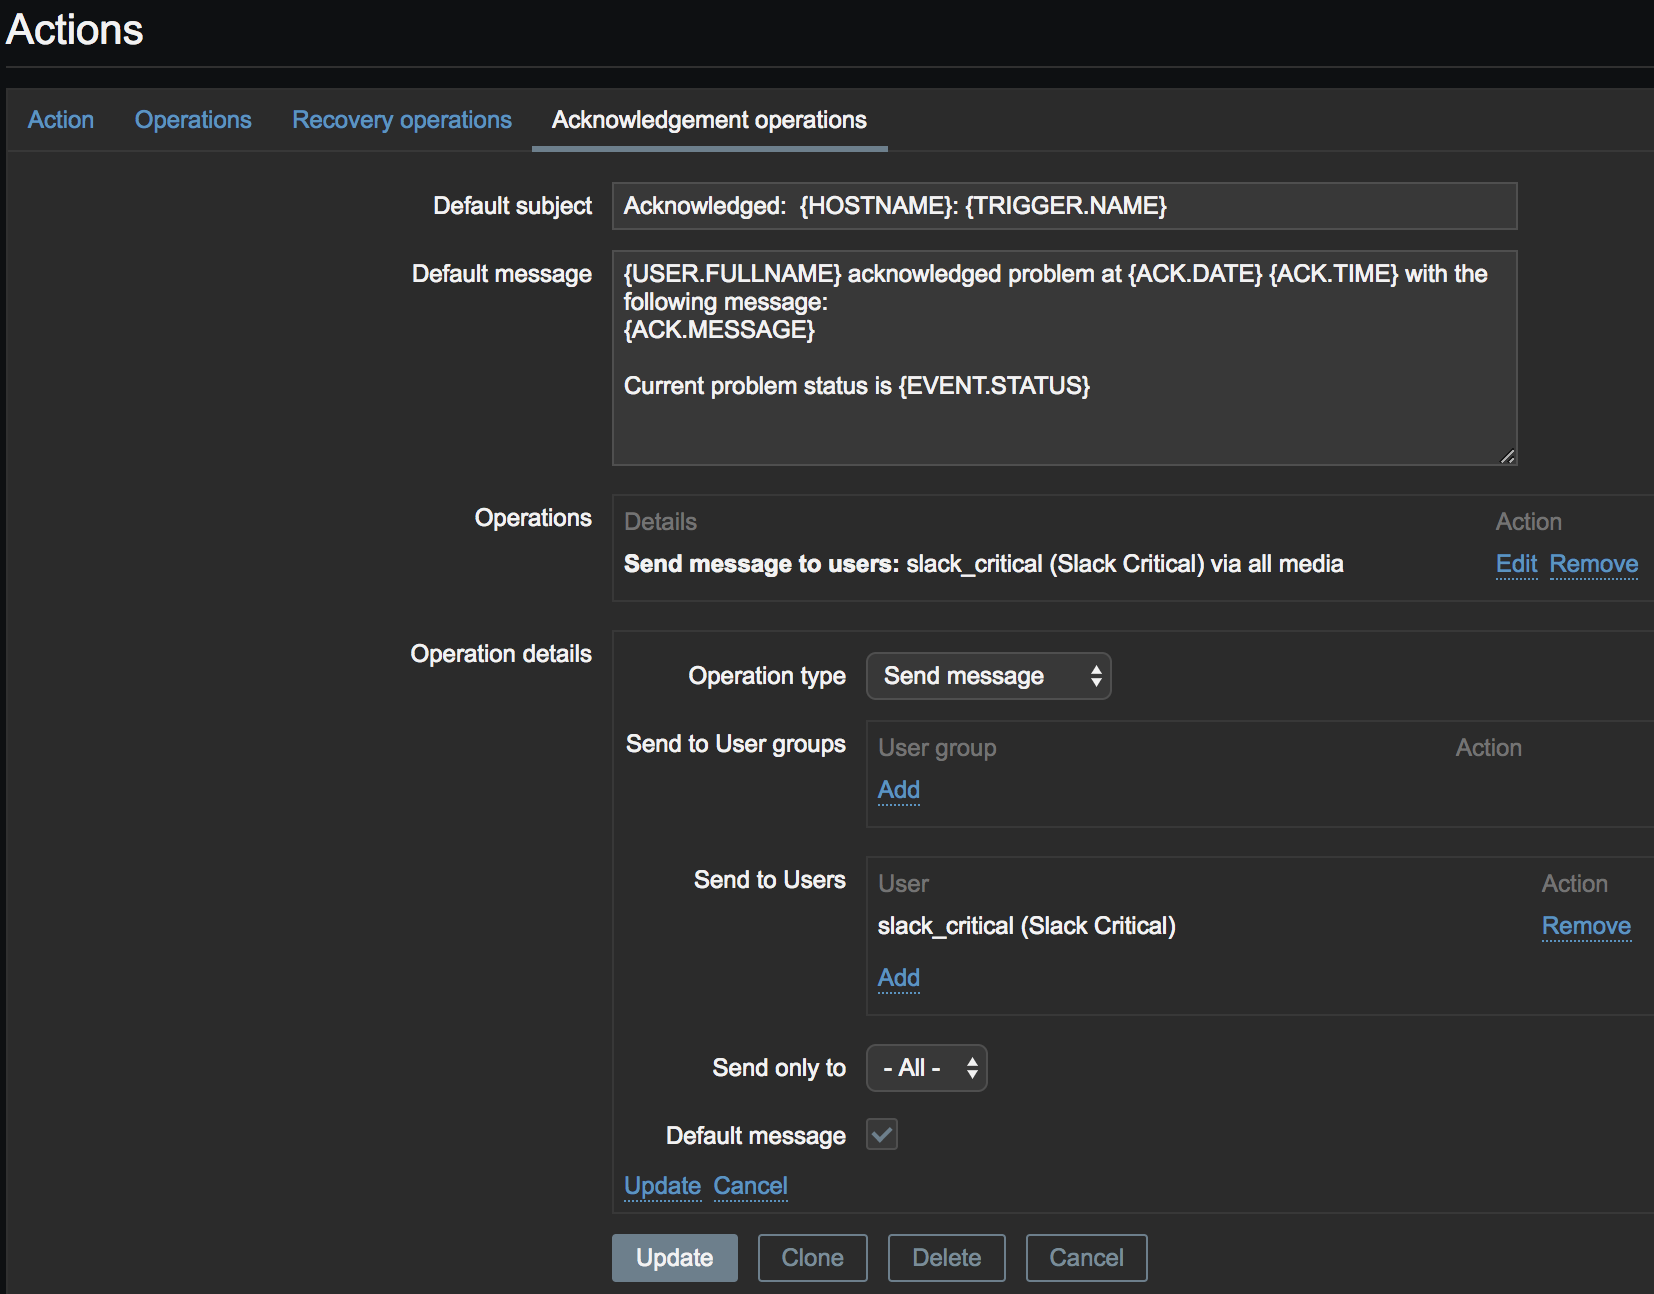 Actions
Action Operations Recovery operations Acknowledgement operations
Default subject Acknowledged:  {HOSTNAME}: {TRIGGER.NAME}
Default message {USER.FULLNAME} acknowledged problem at {ACK.DATE} {ACK.TIME} with the
following message:
{ACK.MESSAGE}
Current problem status is {EVENT.STATUS}
Operations Details Action
Send message to users: slack_critical (Slack Critical) via all media Edit Remove
Operation details
Operation type Send message
Send to User groups User group Action
Add
Send to Users User Action
slack_critical (Slack Critical) Remove
Add
Send only to - All -
Default message
Update Cancel
Update Clone Delete Cancel